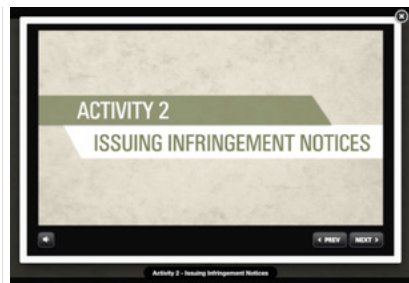 ACTIVITY 2
ISSUING INFRINGEMENT NOTICES
< PREV NEXT >
Activity 2 - Issuing Infringement Notices